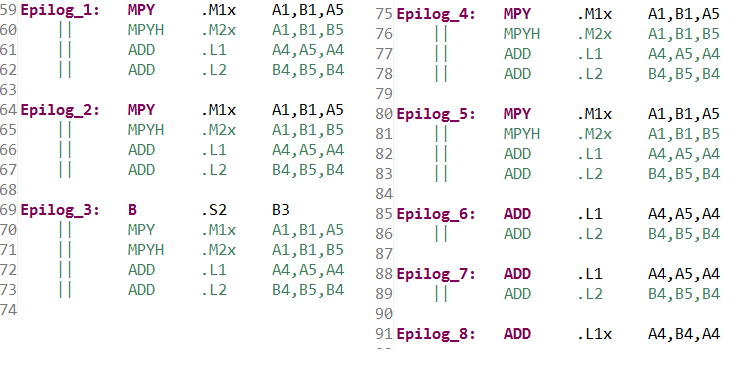 59 Epilog_1: MPY .M1x A1,B1,A5
60 || MPYH .M2x A1,B1,B5
61 || ADD .L1 A4,A5,A4
62 || ADD .L2 B4,B5,B4
63
64 Epilog_2: MPY .M1x A1,B1,A5
65 || MPYH .M2x A1,B1,B5
66 || ADD .L1 A4,A5,A4
67 || ADD .L2 B4,B5,B4
68
69 Epilog_3: B .S2 B3
70 || MPY .M1x A1,B1,A5
71 || MPYH .M2x A1,B1,B5
72 || ADD .L1 A4,A5,A4
73 || ADD .L2 B4,B5,B4
74
75 Epilog_4: MPY .M1x A1,B1,A5
76 || MPYH .M2x A1,B1,B5
77 || ADD .L1 A4,A5,A4
78 || ADD .L2 B4,B5,B4
79
80 Epilog_5: MPY .M1x A1,B1,A5
81 || MPYH .M2x A1,B1,B5
82 || ADD .L1 A4,A5,A4
83 || ADD .L2 B4,B5,B4
84
85 Epilog_6: ADD .L1 A4,A5,A4
86 || ADD .L2 B4,B5,B4
87
88 Epilog_7: ADD .L1 A4,A5,A4
89 || ADD .L2 B4,B5,B4
90
91 Epilog_8: ADD .L1x A4,B4,A4